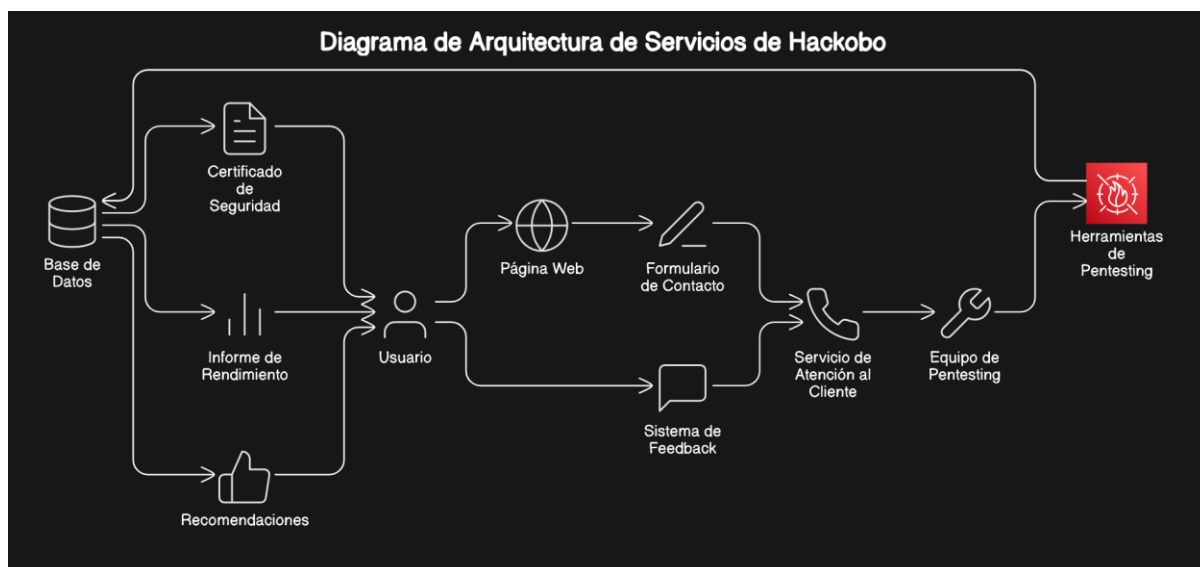 Diagrama de Arquitectura de Servicios de Hackobo
Certificado
de
Seguridad
Base de
Datos
Página Web
Formulario
de Contacto
Herramientas
de
Pentesting
Informe de
Rendimiento
Usuario
Servicio de
Atención al
Cliente
Equipo de
Pentesting
Sistema de
Feedback
Recomendaciones